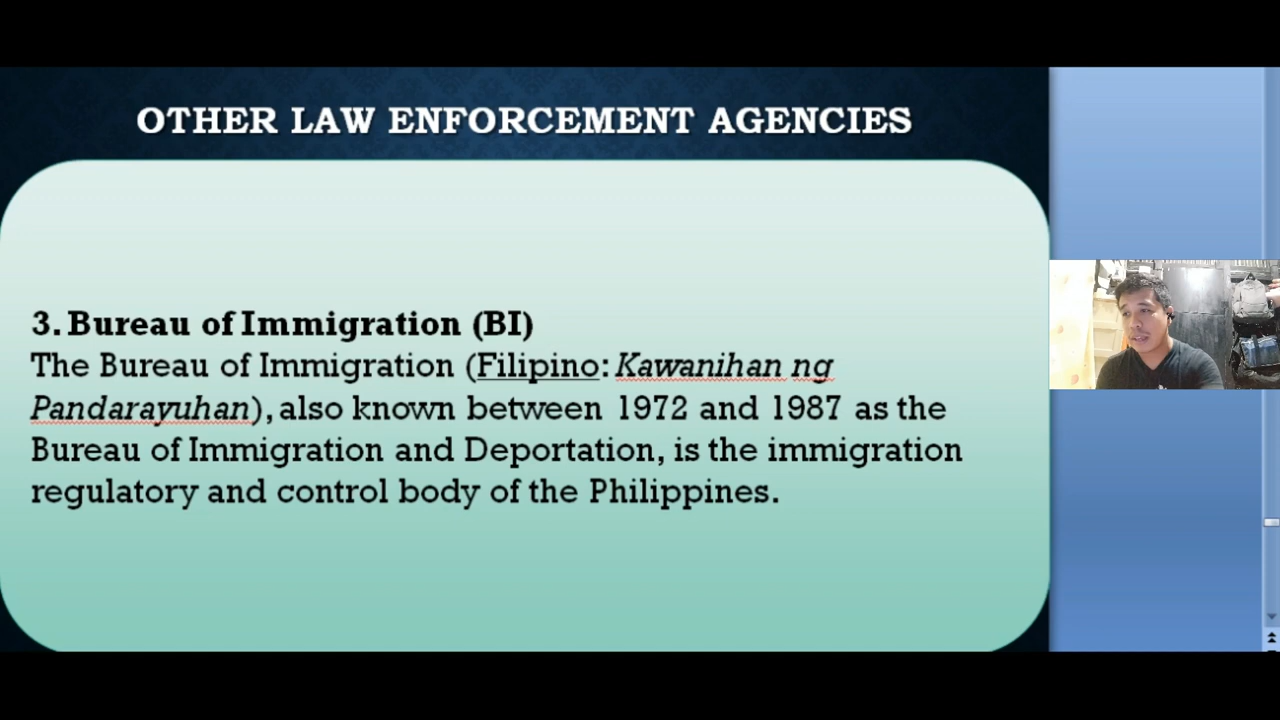 OTHER LAW ENFORCEMENT AGENCIES
3. Bureau of Immigration (BI)
The Bureau of Immigration (Filipino: Kawanihan ng
Pandarayuhan), also known between 1972 and 1987 as the
Bureau of Immigration and Deportation, is the immigration
regulatory and control body of the Philippines.